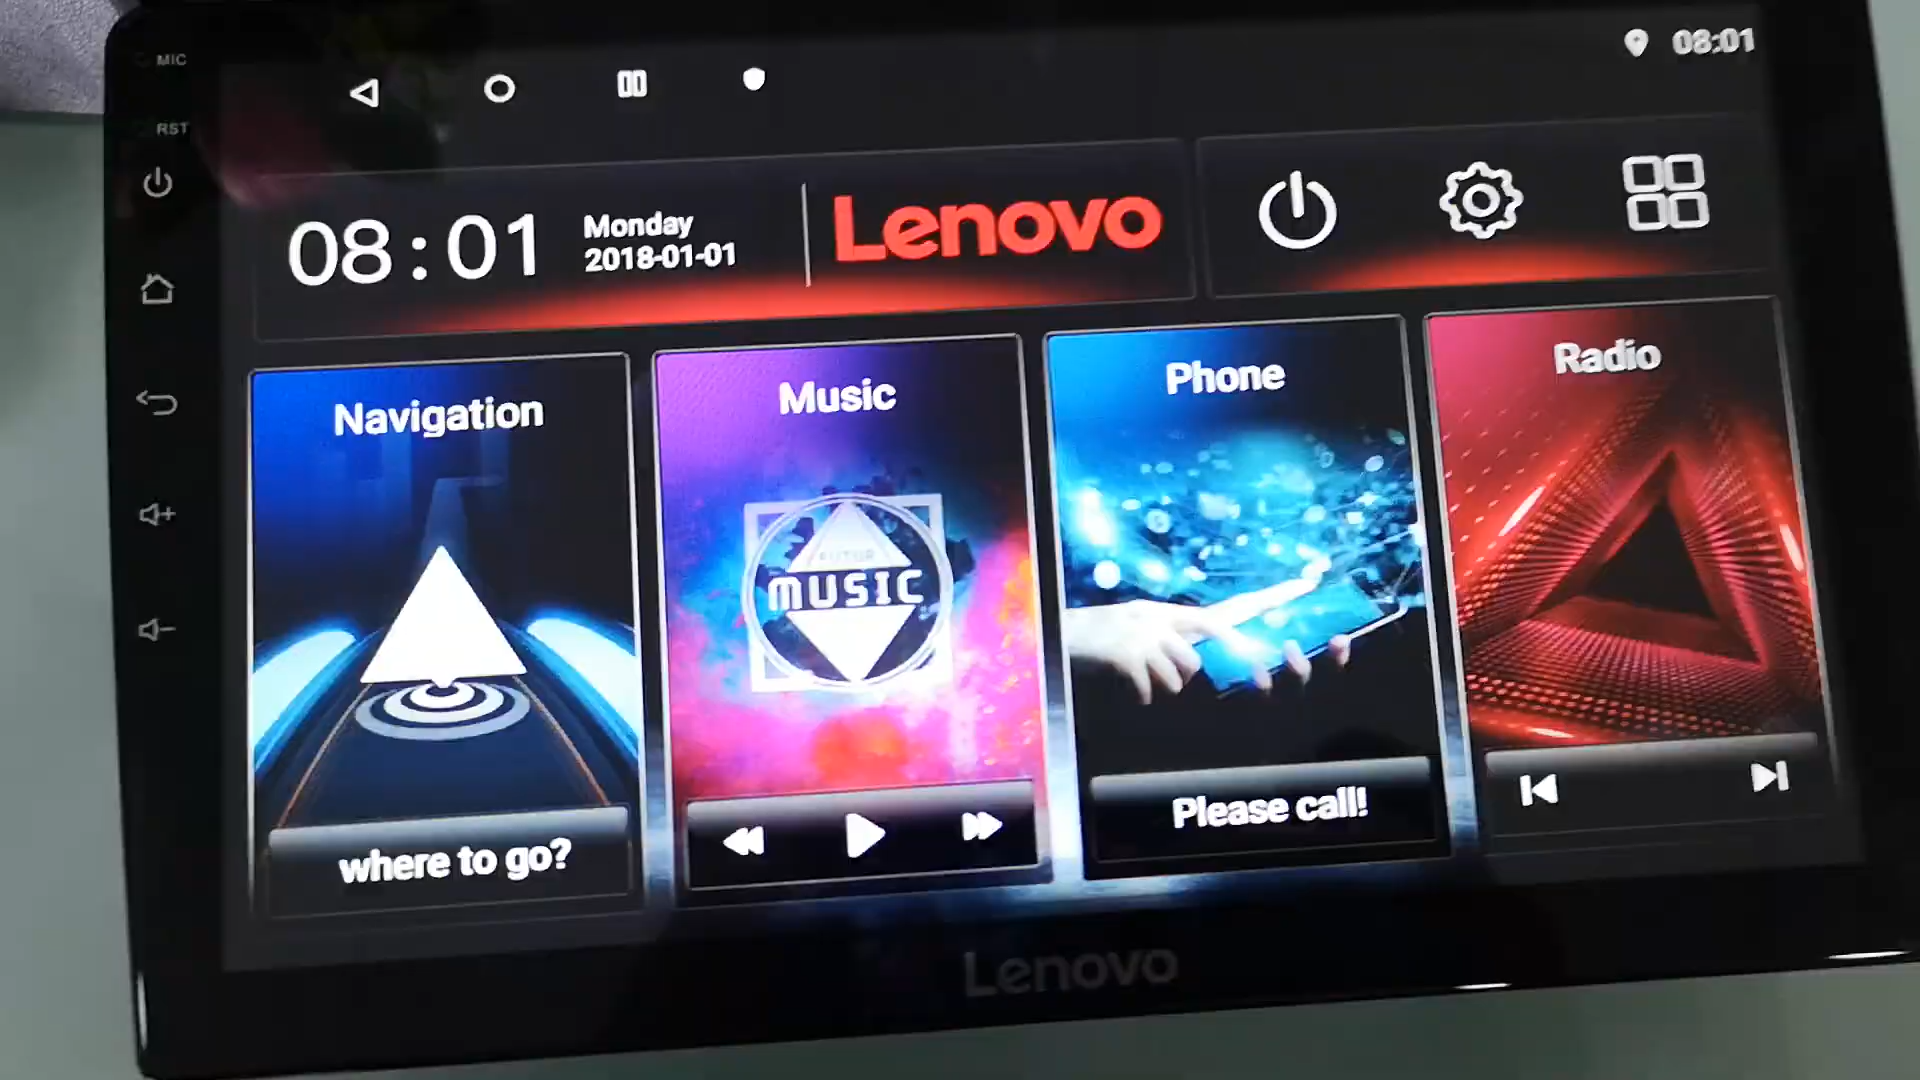 MIC
08:01
RST
08:01
Monday
2018-01-01
Lenovo
Navigation
Music
Phone
Radio
FUTUR
MUSIC
where to go?
Please call!
Lenovo